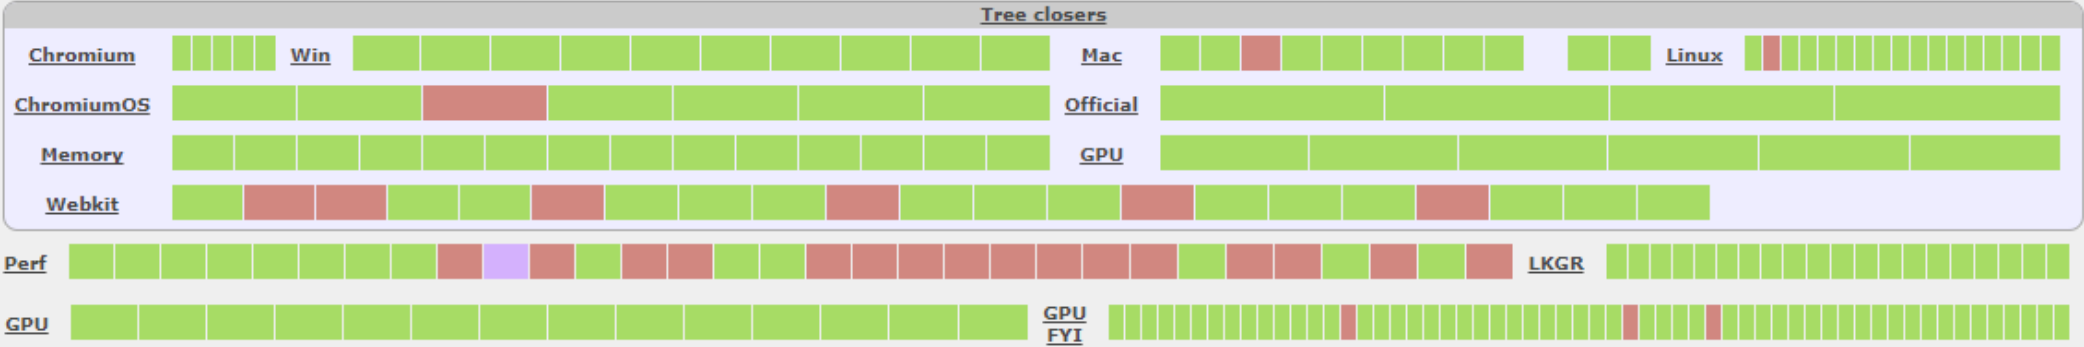 Tree closers
Chromium Win Mac Linux
ChromiumOS Official
Memory GPU
Webkit
Perf LKGR
GPU GPU
FYI